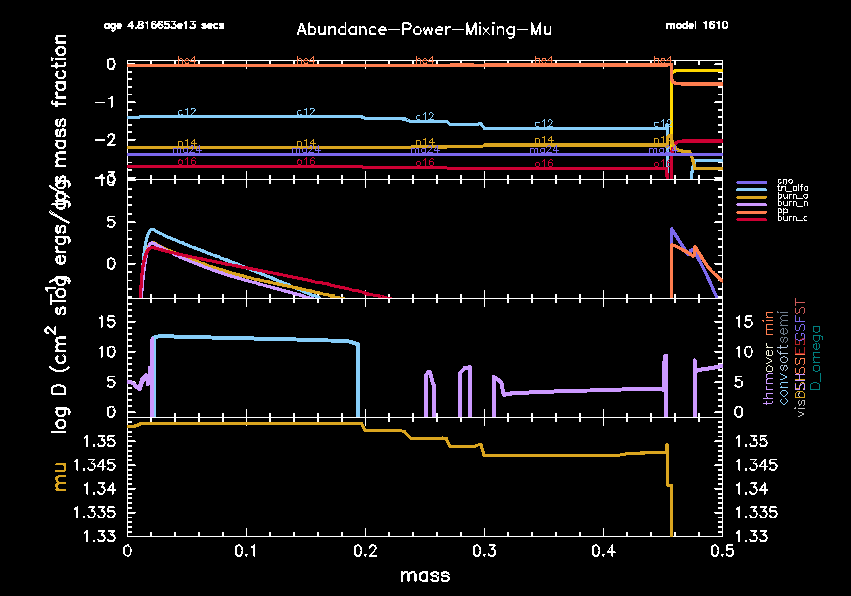 age 4.816653e13 secs
Abundance-Power-Mixing-Mu
model 1610
log mass fraction
0
-1
-2
-3
he4 he4 he4 he4 he4
c12 c12 c12 c12 c12
n14 n14 n14 n14 n14
mg24 mg24 mg24 mg24
o16 o16 o16 o16 o16
log ergs/g/s
10
5
0
cno
tri_alfa
burn_o
burn_n
pp
burn_c
log D (cm² s⁻¹)
15
10
5
0
15
10
5
0
thrm
over min
conv
softsemi
D_omega
mu
1.35
1.345
1.34
1.335
1.33
1.35
1.345
1.34
1.335
1.33
0 0.1 0.2 0.3 0.4 0.5
mass